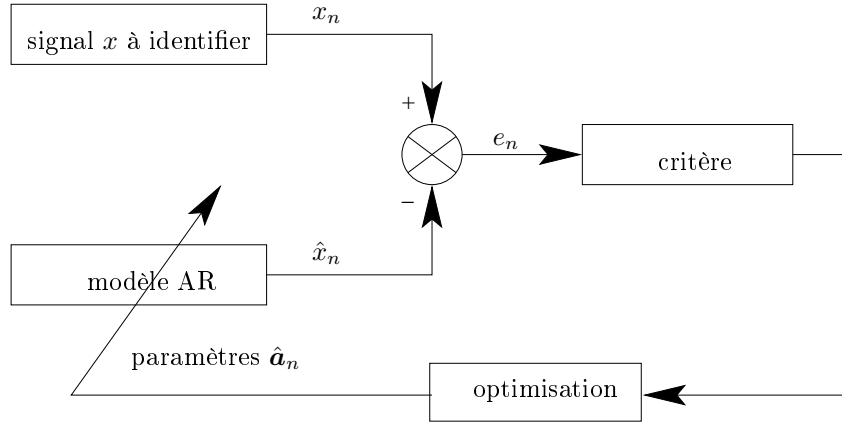 signal x à identifier
x_n
+
e_n
critère
−
x̂_n
modèle AR
paramètres â_n
optimisation